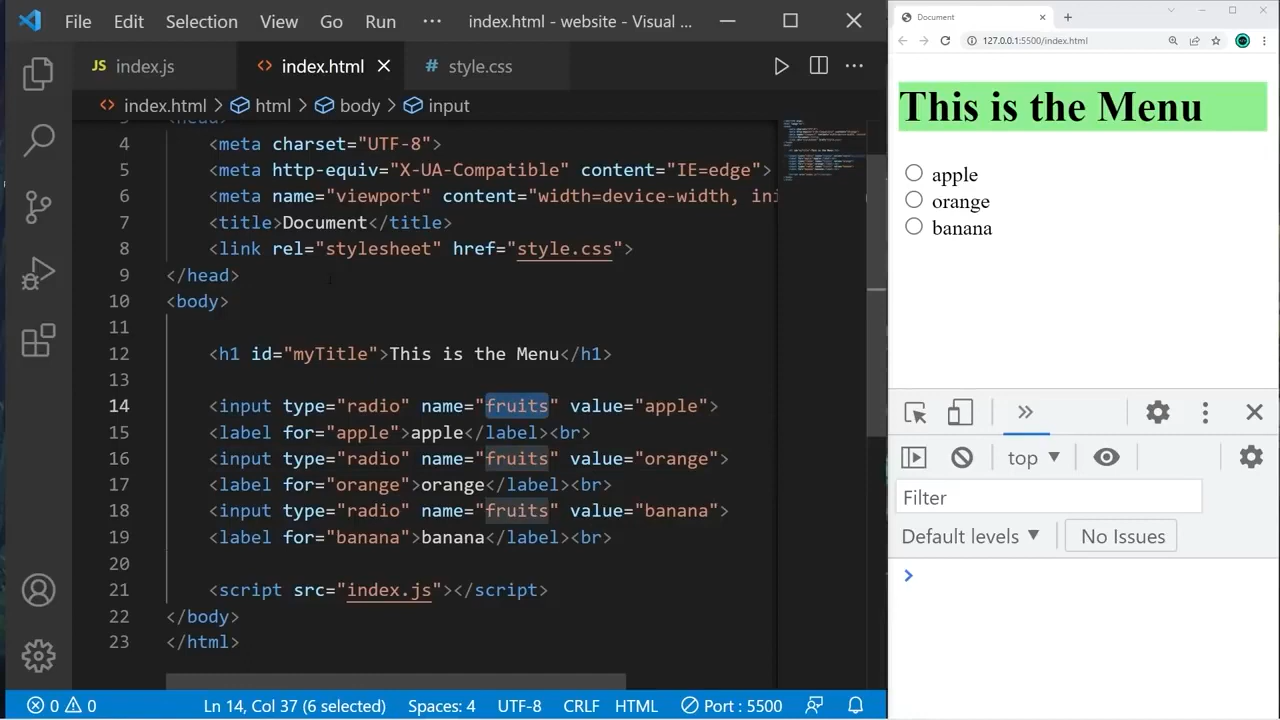 File Edit Selection View Go Run ··· index.html - website - Visual ...
JS index.js <> index.html # style.css
<> index.html > html > body > input
4 <meta charset="UTF-8">
5 <meta http-equiv="X-UA-Compatible" content="IE=edge">
6 <meta name="viewport" content="width=device-width, ini
7 <title>Document</title>
8 <link rel="stylesheet" href="style.css">
9 </head>
10 <body>
11
12 <h1 id="myTitle">This is the Menu</h1>
13
14 <input type="radio" name="fruits" value="apple">
15 <label for="apple">apple</label><br>
16 <input type="radio" name="fruits" value="orange">
17 <label for="orange">orange</label><br>
18 <input type="radio" name="fruits" value="banana">
19 <label for="banana">banana</label><br>
20
21 <script src="index.js"></script>
22 </body>
23 </html>
0 0 Ln 14, Col 37 (6 selected) Spaces: 4 UTF-8 CRLF HTML Port : 5500
Document
127.0.0.1:5500/index.html
This is the Menu
apple
orange
banana
top
Filter
Default levels No Issues